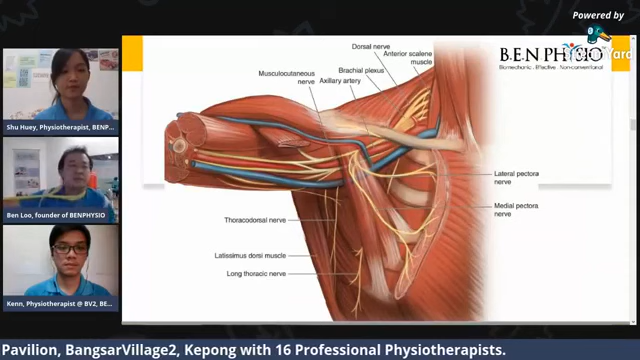 Powered by
StreamYard
B.E.N PHYSIO
Biomechanic . Effective . Nonconventional
Dorsal nerve
Anterior scalene
muscle
Musculocutaneous
nerve
Brachial plexus
Axillary artery
Lateral pectora
nerve
Medial pectora
nerve
Thoracodorsal nerve
Latissimus dorsi muscle
Long thoracic nerve
Shu Huey, Physiotherapist, BENP...
Ben Loo, founder of BENPHYSIO
Kenn, Physiotherapist @ BV2, BE...
Pavilion, BangsarVillage2, Kepong with 16 Professional Physiotherapists.